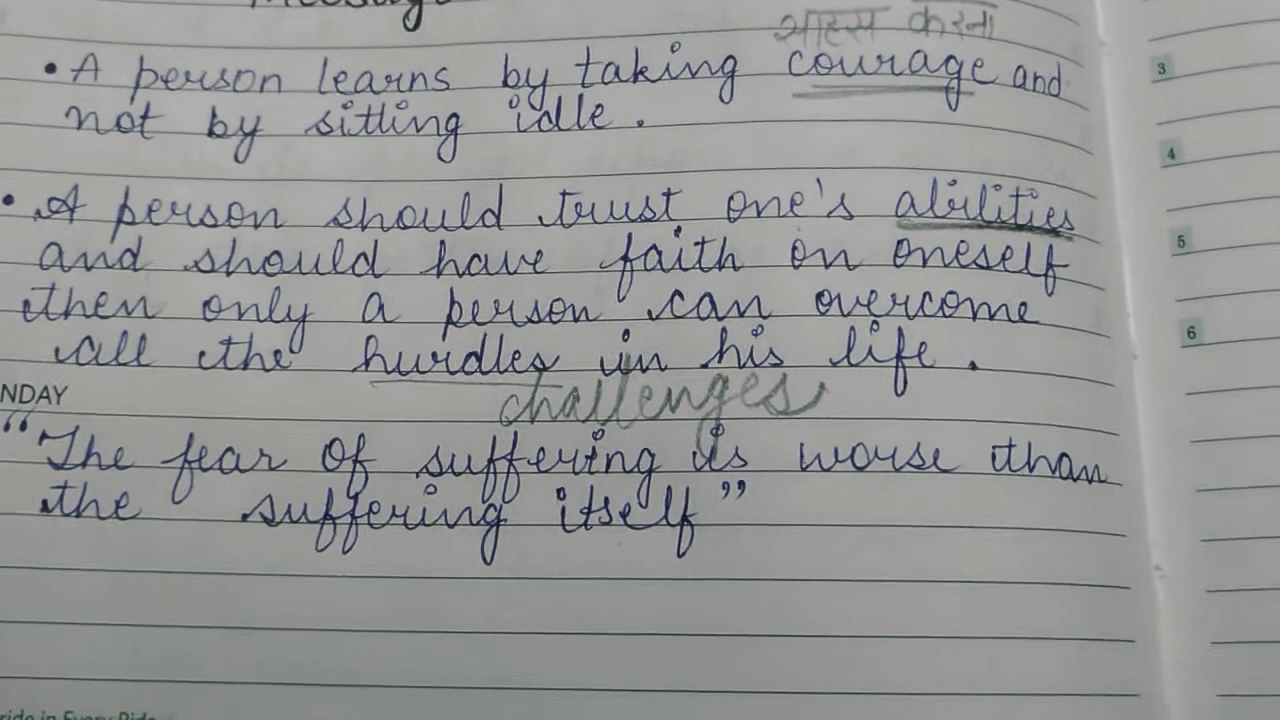 Message
साहस करना
• A person learns by taking courage and
not by sitting idle.
• A person should trust one's abilities
and should have faith on oneself
then only a person can overcome
all the hurdles in his life.
challenges
NDAY
“The fear of suffering is worse than
the suffering itself”
3
4
5
6